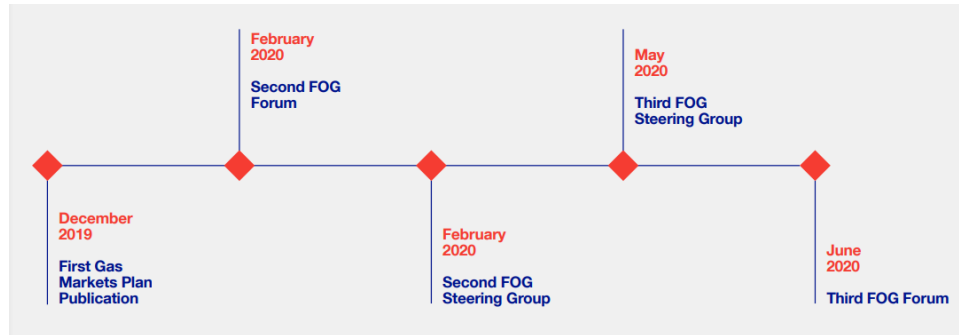 December
2019
First Gas
Markets Plan
Publication
February
2020
Second FOG
Forum
February
2020
Second FOG
Steering Group
May
2020
Third FOG
Steering Group
June
2020
Third FOG Forum